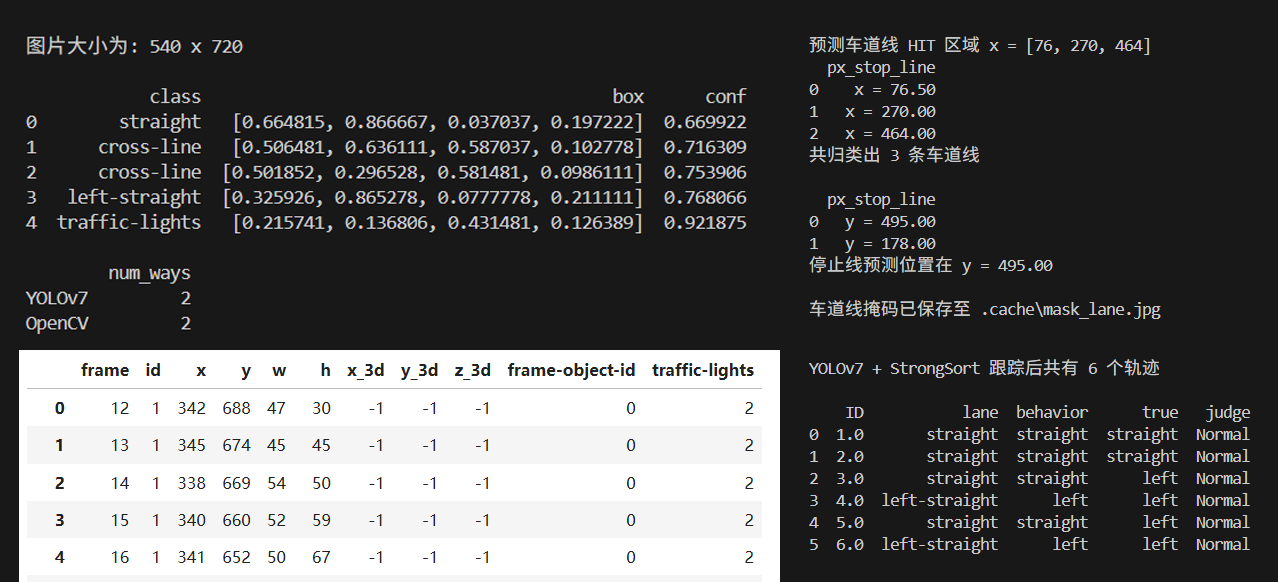 图片大小为: 540 x 720
class box conf
0 straight [0.664815, 0.866667, 0.037037, 0.197222] 0.669922
1 cross-line [0.506481, 0.636111, 0.587037, 0.102778] 0.716309
2 cross-line [0.501852, 0.296528, 0.581481, 0.0986111] 0.753906
3 left-straight [0.325926, 0.865278, 0.0777778, 0.211111] 0.768066
4 traffic-lights [0.215741, 0.136806, 0.431481, 0.126389] 0.921875
num_ways
YOLOv7 2
OpenCV 2
frame id x y w h x_3d y_3d z_3d frame-object-id traffic-lights
0 12 1 342 688 47 30 -1 -1 -1 0 2
1 13 1 345 674 45 45 -1 -1 -1 0 2
2 14 1 338 669 54 50 -1 -1 -1 0 2
3 15 1 340 660 52 59 -1 -1 -1 0 2
4 16 1 341 652 50 67 -1 -1 -1 0 2
预测车道线 HIT 区域 x = [76, 270, 464]
px_stop_line
0 x = 76.50
1 x = 270.00
2 x = 464.00
共归类出 3 条车道线
px_stop_line
0 y = 495.00
1 y = 178.00
停止线预测位置在 y = 495.00
车道线掩码已保存至 .cache\mask_lane.jpg
YOLOv7 + StrongSort 跟踪后共有 6 个轨迹
ID lane behavior true judge
0 1.0 straight straight straight Normal
1 2.0 straight straight straight Normal
2 3.0 straight straight left Normal
3 4.0 left-straight left left Normal
4 5.0 straight straight left Normal
5 6.0 left-straight left left Normal